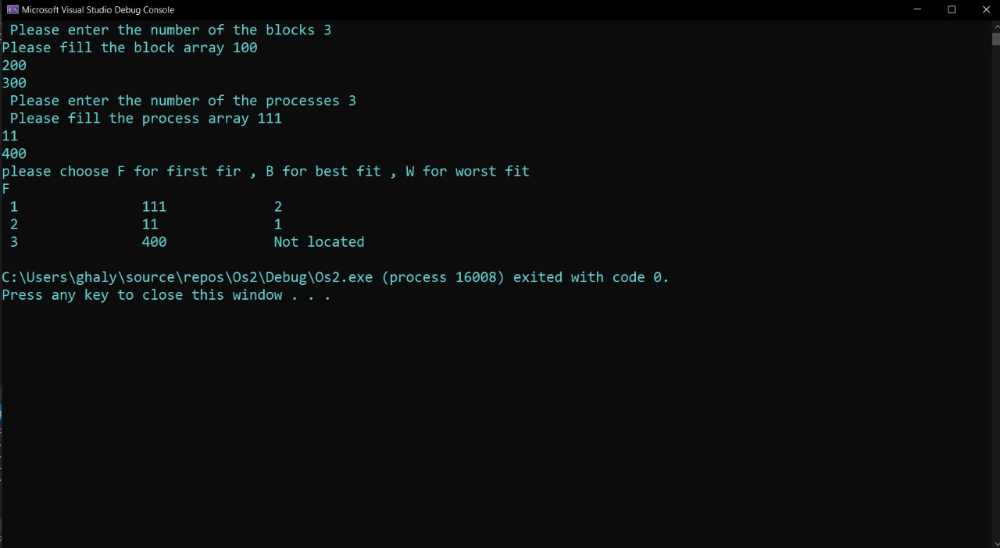 Microsoft Visual Studio Debug Console
Please enter the number of the blocks 3
Please fill the block array 100
200
300
Please enter the number of the processes 3
Please fill the process array 111
11
400
please choose F for first fir , B for best fit , W for worst fit
F
1 111 2
2 11 1
3 400 Not located
C:\Users\ghaly\source\repos\Os2\Debug\Os2.exe (process 16008) exited with code 0.
Press any key to close this window . . .